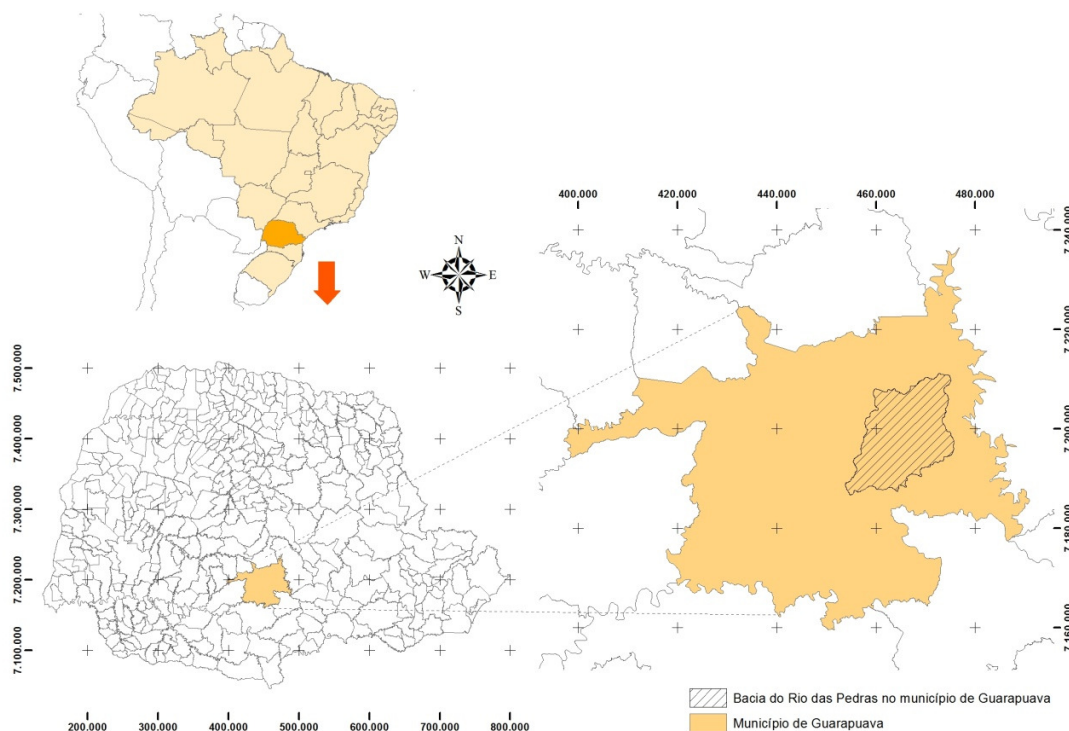 N
W E
S
400.000 420.000 440.000 460.000 480.000
7.240.000
7.220.000
7.200.000
7.180.000
7.160.000
7.500.000
7.400.000
7.300.000
7.200.000
7.100.000
200.000 300.000 400.000 500.000 600.000 700.000 800.000
Bacia do Rio das Pedras no município de Guarapuava
Município de Guarapuava